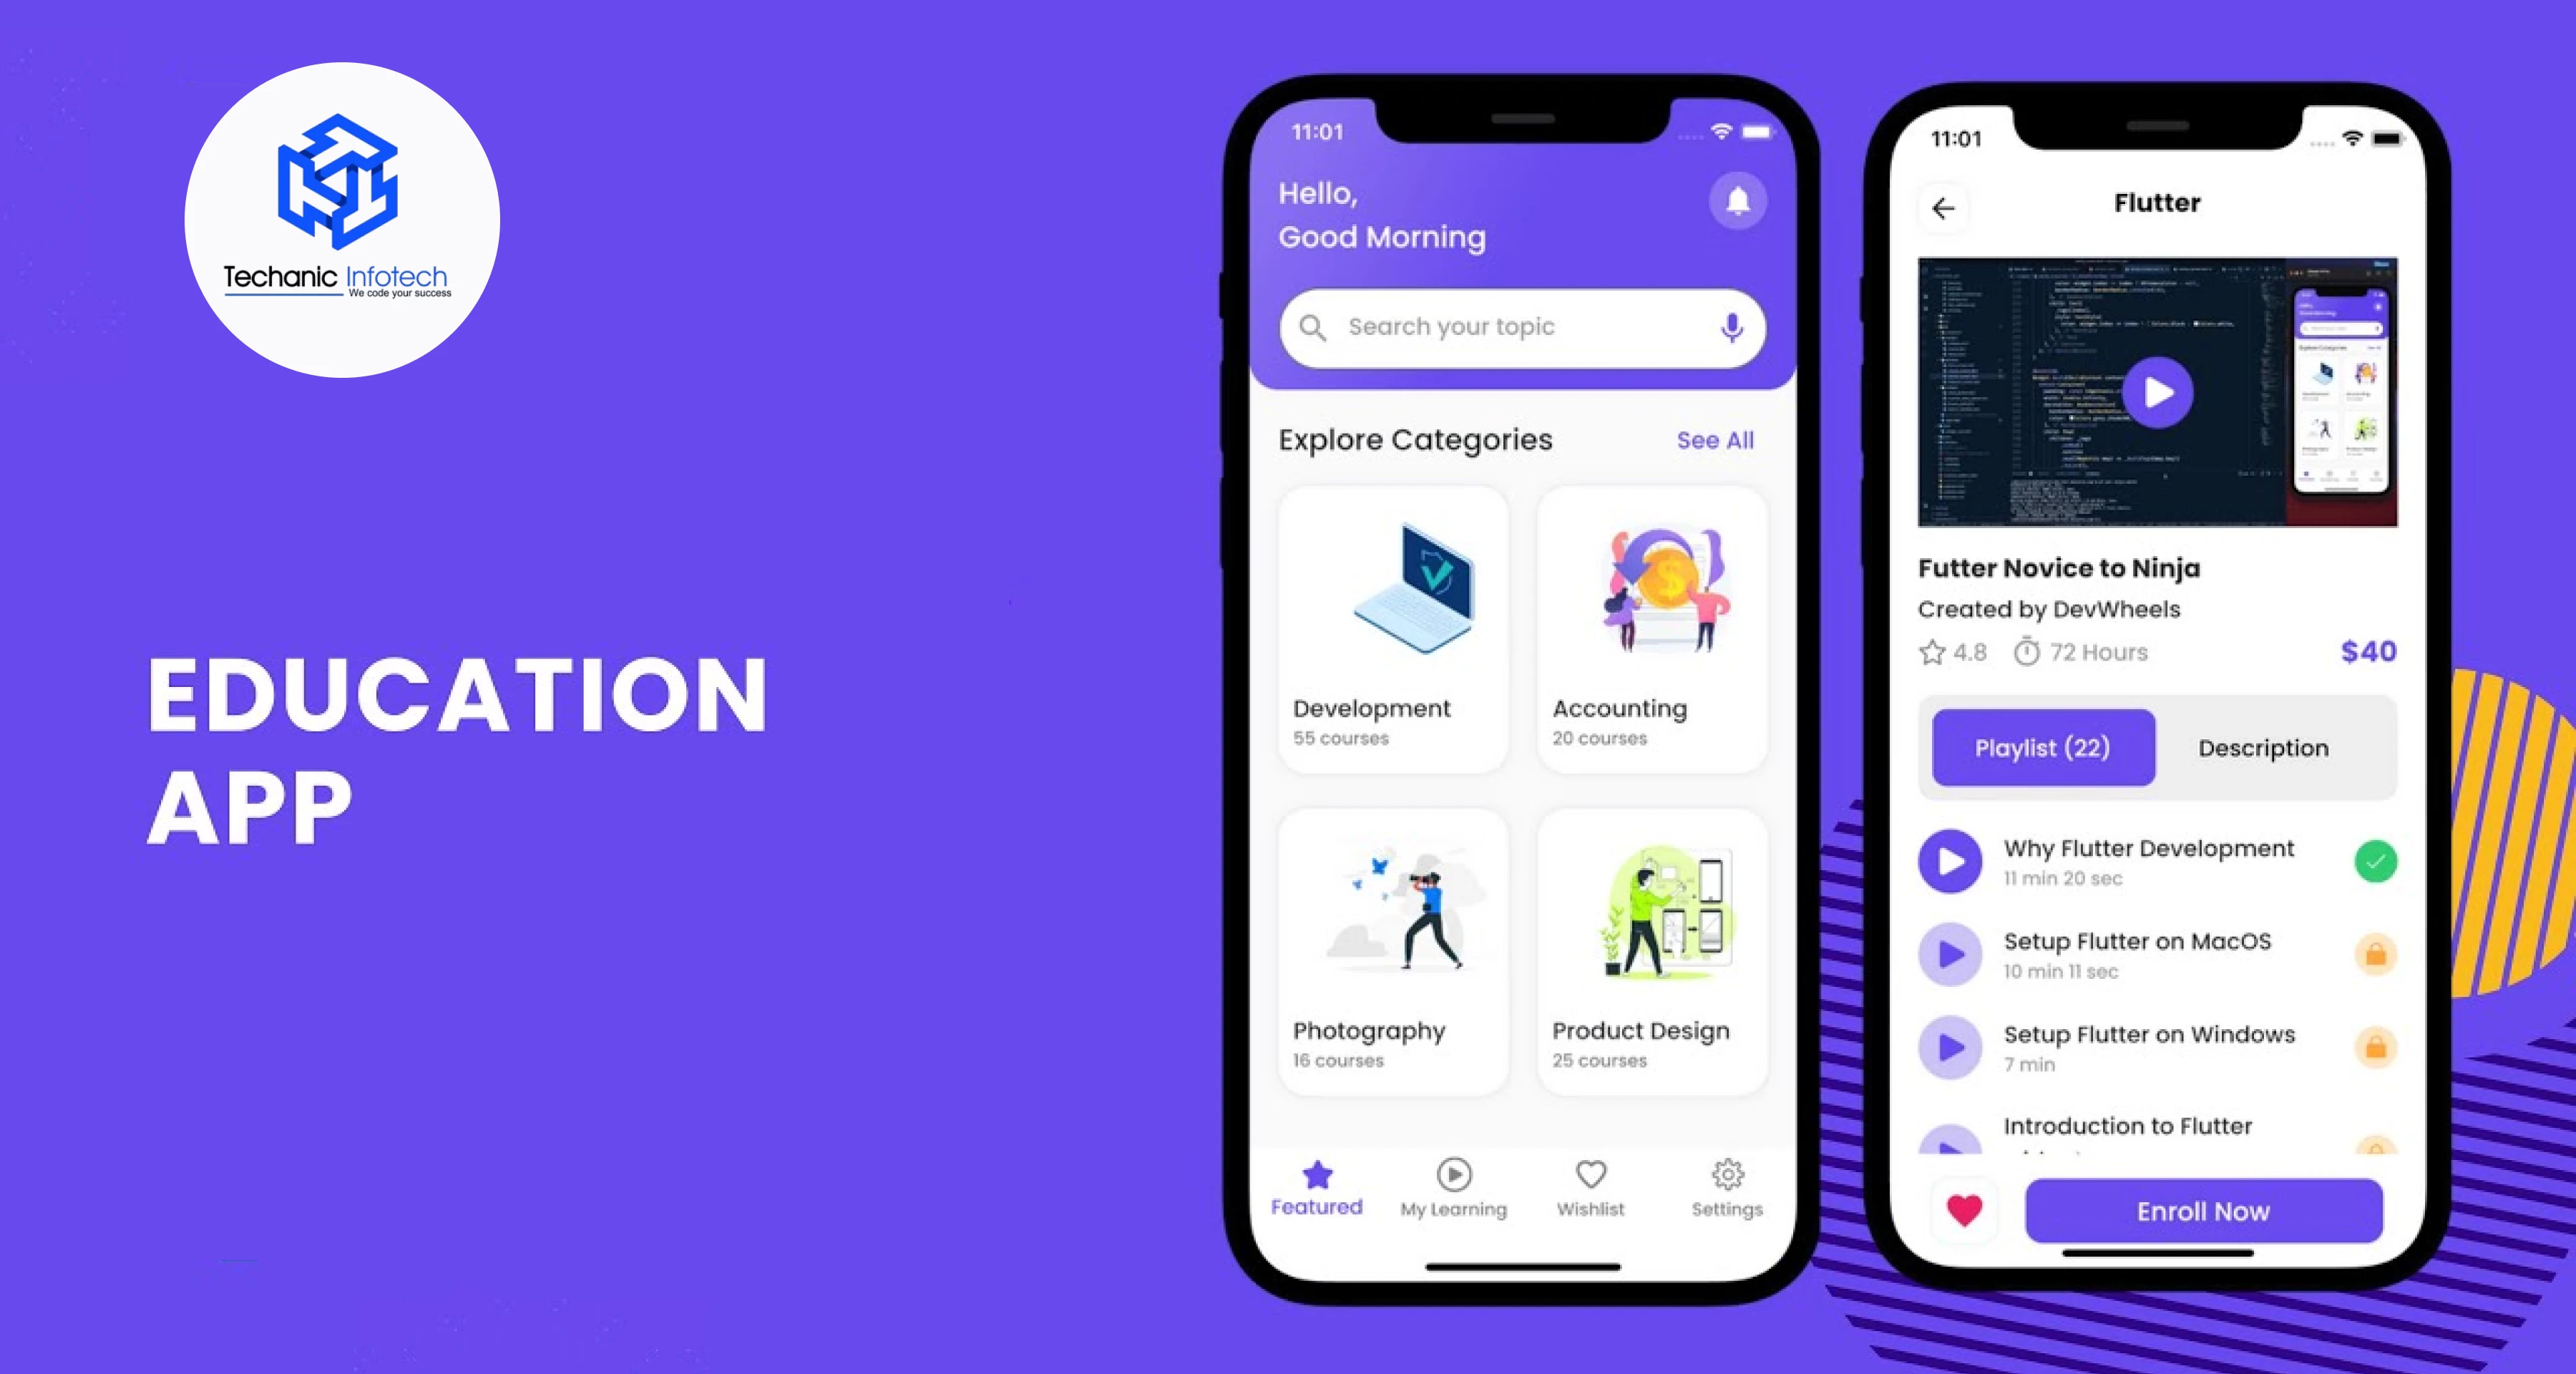 Techanic Infotech
We code your success
EDUCATION
APP
11:01
Hello,
Good Morning
Search your topic
Explore Categories
See All
Development
55 courses
Accounting
20 courses
Photography
16 courses
Product Design
25 courses
Featured
My Learning
Wishlist
Settings
11:01
Flutter
Futter Novice to Ninja
Created by DevWheels
4.8
72 Hours
$40
Playlist (22)
Description
Why Flutter Development
11 min 20 sec
Setup Flutter on MacOS
10 min 11 sec
Setup Flutter on Windows
7 min
Introduction to Flutter
Enroll Now